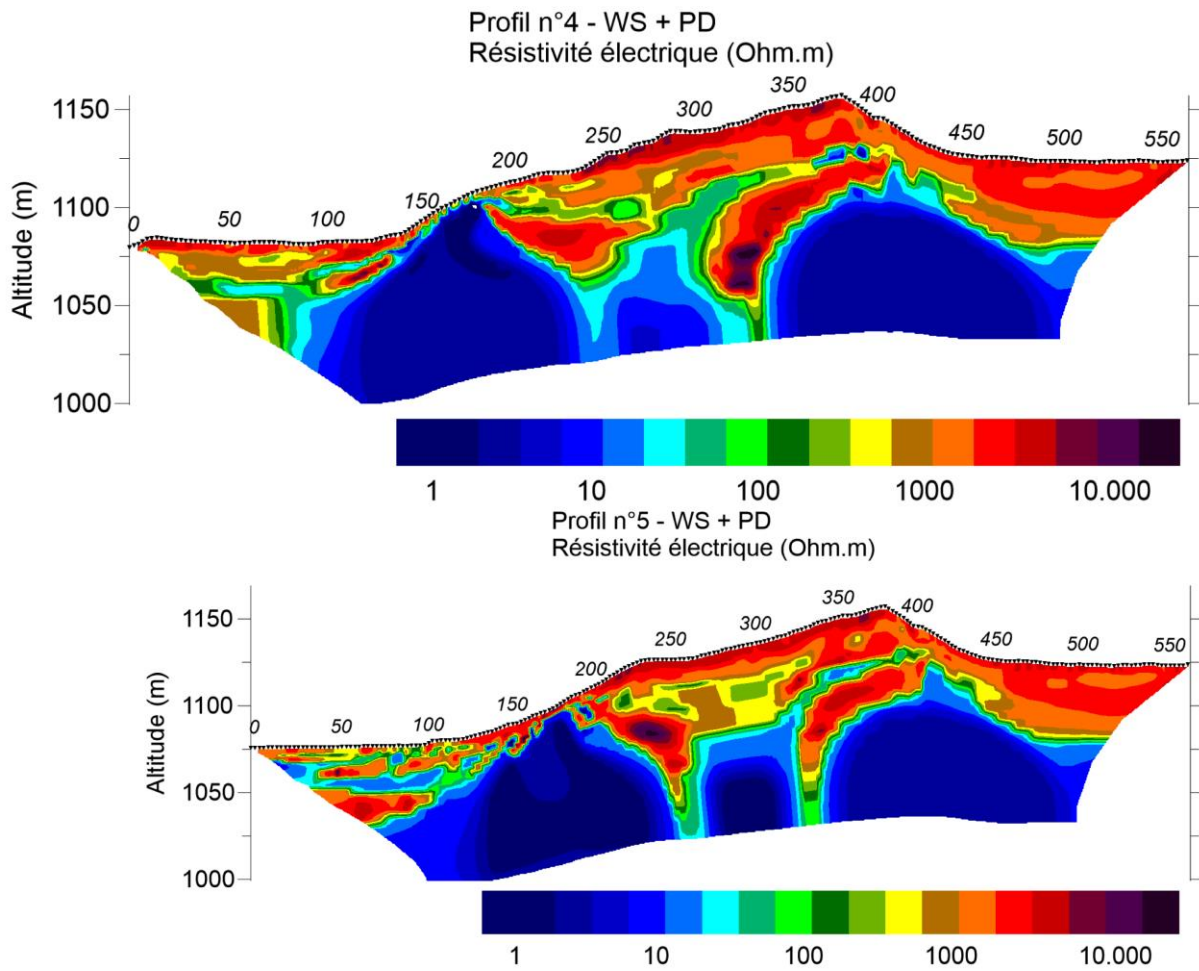 Profil n°4 - WS + PD
Résistivité électrique (Ohm.m)
1150
1100
1050
1000
Altitude (m)
0 50 100 150 200 250 300 350 400 450 500 550
1 10 100 1000 10.000
Profil n°5 - WS + PD
Résistivité électrique (Ohm.m)
1150
1100
1050
1000
Altitude (m)
0 50 100 150 200 250 300 350 400 450 500 550
1 10 100 1000 10.000